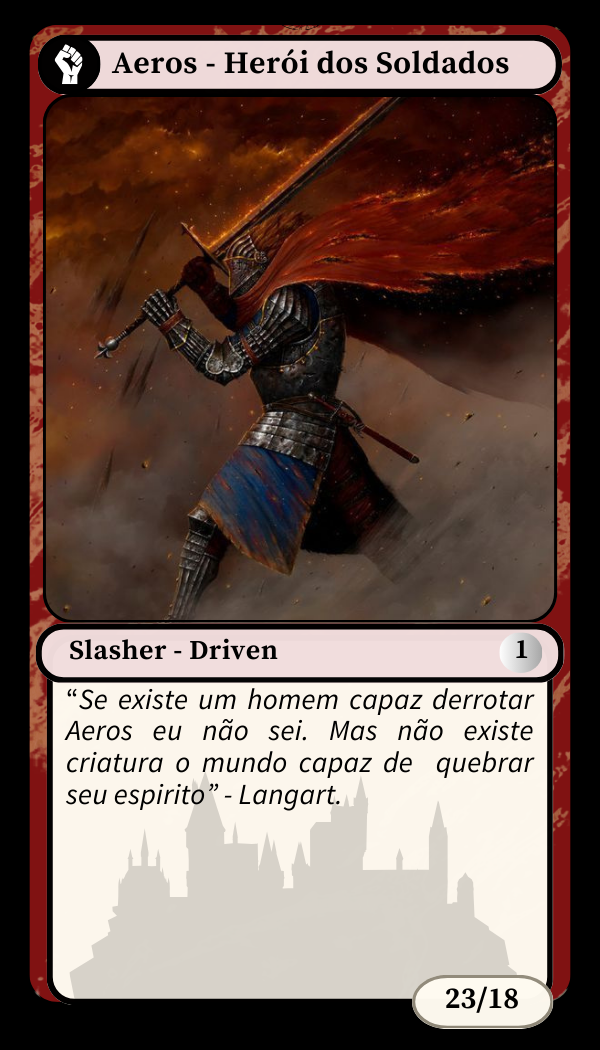 Aeros - Herói dos Soldados
Slasher - Driven
1
“Se existe um homem capaz derrotar
Aeros eu não sei. Mas não existe
criatura o mundo capaz de quebrar
seu espirito” - Langart.
23/18